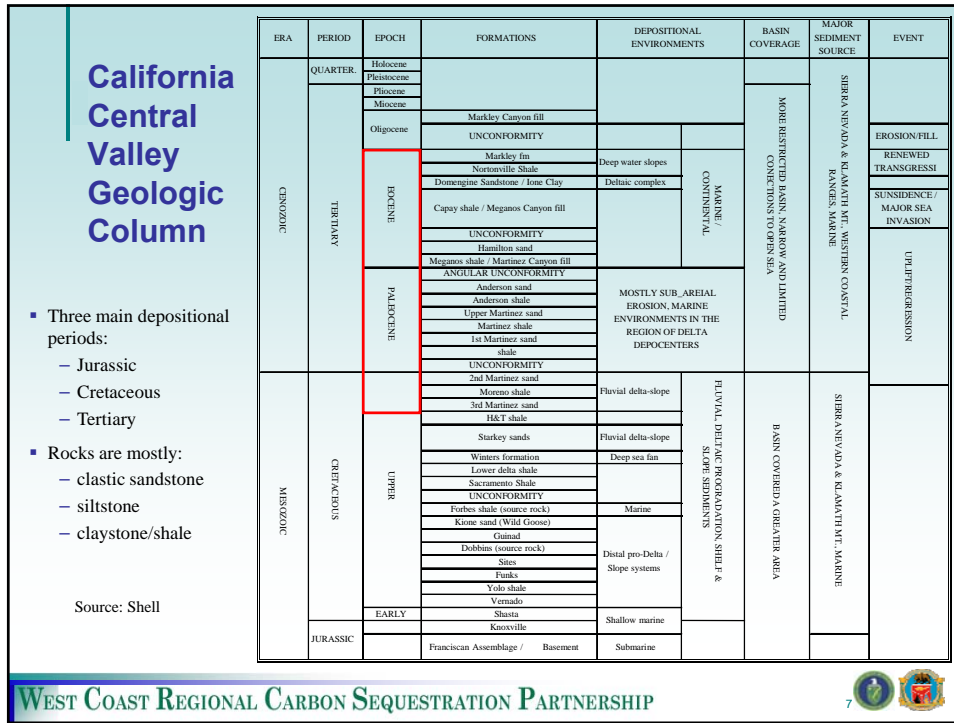 California
Central
Valley
Geologic
Column
▪ Three main depositional
periods:
– Jurassic
– Cretaceous
– Tertiary
▪ Rocks are mostly:
– clastic sandstone
– siltstone
– claystone/shale
Source: Shell
ERA
PERIOD
EPOCH
FORMATIONS
DEPOSITIONAL
ENVIRONMENTS
BASIN
COVERAGE
MAJOR
SEDIMENT
SOURCE
EVENT
CENOZOIC
MESOZOIC
QUARTER.
TERTIARY
CRETACEOUS
JURASSIC
Holocene
Pleistocene
Pliocene
Miocene
Oligocene
EOCENE
PALEOCENE
UPPER
EARLY
Markley Canyon fill
UNCONFORMITY
Markley fm
Nortonville Shale
Domengine Sandstone / Ione Clay
Capay shale / Meganos Canyon fill
UNCONFORMITY
Hamilton sand
Meganos shale / Martinez Canyon fill
ANGULAR UNCONFORMITY
Anderson sand
Anderson shale
Upper Martinez sand
Martinez shale
1st Martinez sand
shale
UNCONFORMITY
2nd Martinez sand
Moreno shale
3rd Martinez sand
H&T shale
Starkey sands
Winters formation
Lower delta shale
Sacramento Shale
UNCONFORMITY
Forbes shale (source rock)
Kione sand (Wild Goose)
Guinad
Dobbins (source rock)
Sites
Funks
Yolo shale
Vernado
Shasta
Knoxville
Franciscan Assemblage / Basement
Deep water slopes
Deltaic complex
MARINE /
CONTINENTAL
MOSTLY SUB_AREIAL
EROSION, MARINE
ENVIRONMENTS IN THE
REGION OF DELTA
DEPOCENTERS
Fluvial delta-slope
Fluvial delta-slope
Deep sea fan
Marine
Distal pro-Delta /
Slope systems
Shallow marine
Submarine
FLUVIAL, DELTAIC PROGRADATION, SHELF &
SLOPE SEDIMENTS
MORE RESTRICTED BASIN, NARROW AND LIMITED
CONECTIONS TO OPEN SEA
BASIN COVERED A GREATER AREA
SIERRA NEVADA & KLAMATH MT., WESTERN COASTAL
RANGES, MARINE
SIERRA NEVADA & KLAMATH MT., MARINE
EROSION/FILL
RENEWED
TRANSGRESSI
SUNSIDENCE /
MAJOR SEA
INVASION
UPLIFT/REGRESSION
WEST COAST REGIONAL CARBON SEQUESTRATION PARTNERSHIP
7